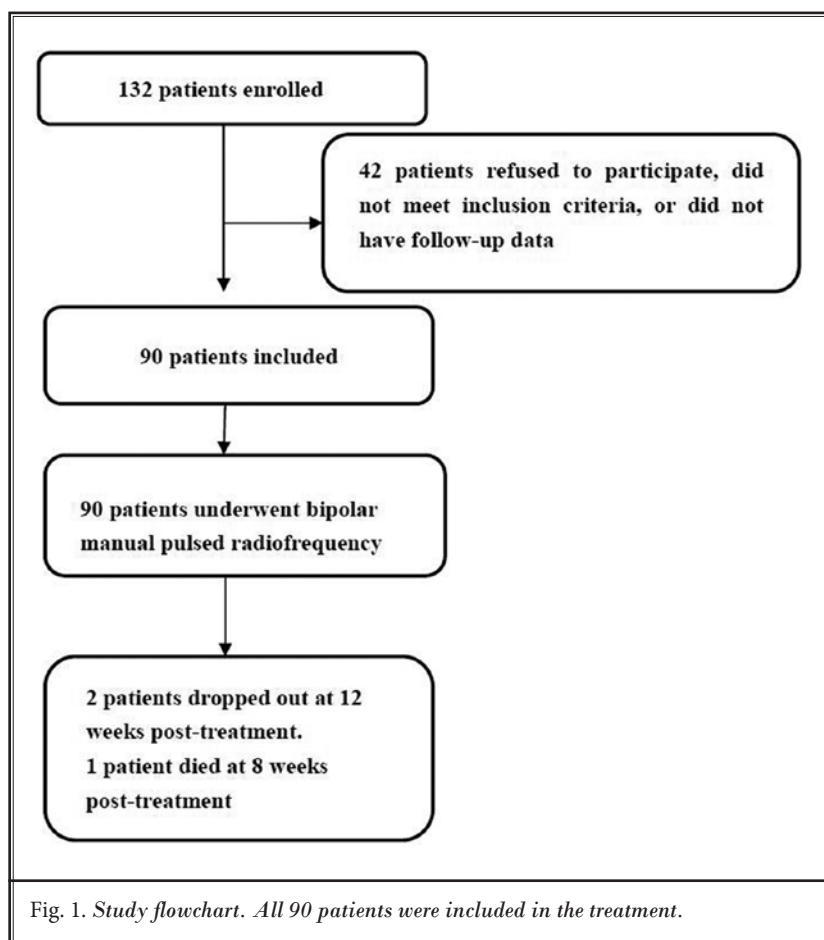 132 patients enrolled
42 patients refused to participate, did
not meet inclusion criteria, or did not
have follow-up data
90 patients included
90 patients underwent bipolar
manual pulsed radiofrequency
2 patients dropped out at 12
weeks post-treatment.
1 patient died at 8 weeks
post-treatment
Fig. 1. Study flowchart. All 90 patients were included in the treatment.